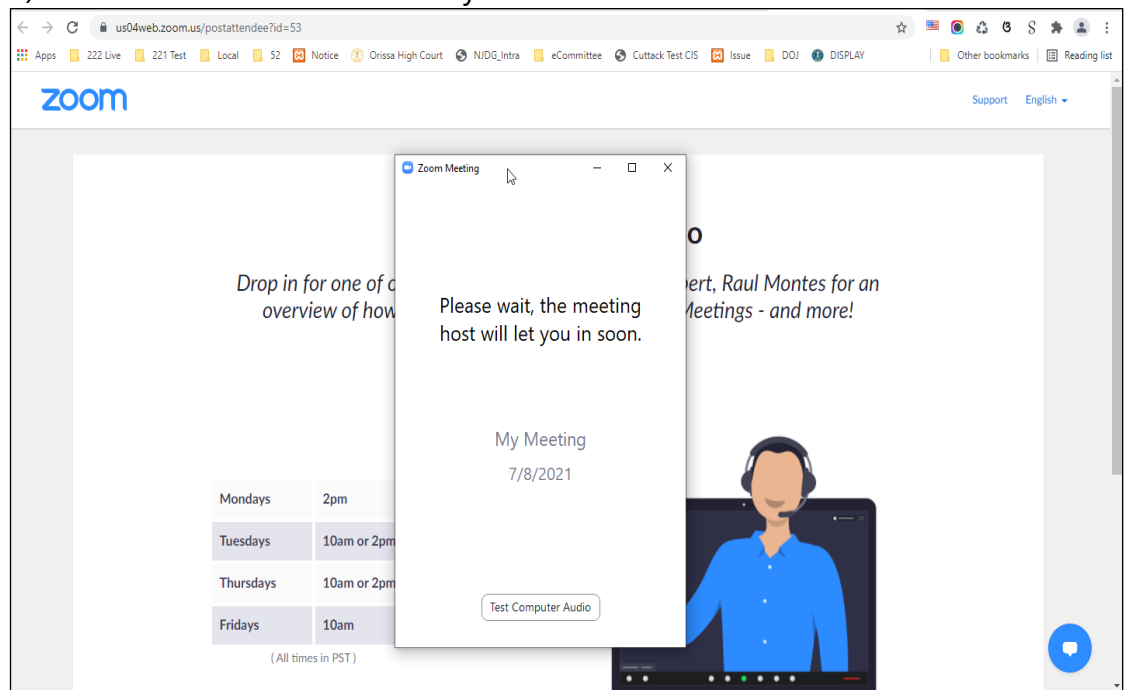 us04web.zoom.us/postattendee?id=53
Apps 222 Live 221 Test Local 52 Notice Orissa High Court NJDG_Intra eCommittee Cuttack Test CIS Issue DOJ DISPLAY Other bookmarks Reading list
zoom
Support English
Zoom Meeting
o
Drop in for one of
Raul Montes for an
overview of how
Meetings - and more!
Please wait, the meeting
host will let you in soon.
My Meeting
7/8/2021
Mondays 2pm
Tuesdays 10am or 2pm
Thursdays 10am or 2pm
Fridays 10am
( All times in PST )
Test Computer Audio